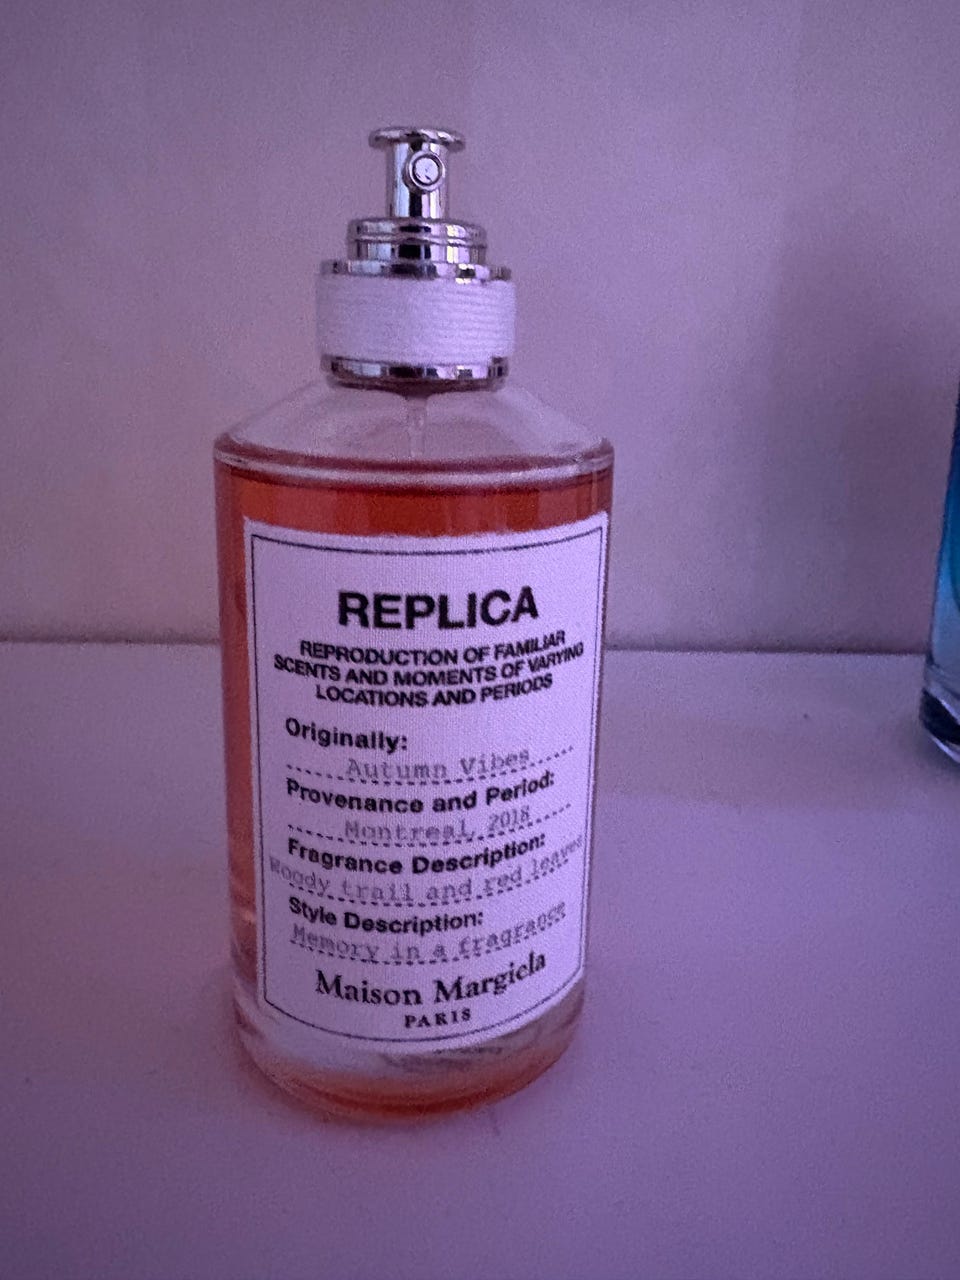 REPLICA
REPRODUCTION OF FAMILIAR
SCENTS AND MOMENTS OF VARYING
LOCATIONS AND PERIODS
Originally:
Autumn Vibes
Provenance and Period:
Montreal, 2018
Fragrance Description:
Woody trail and red leaves
Style Description:
Memory in a fragrance
Maison Margiela
PARIS